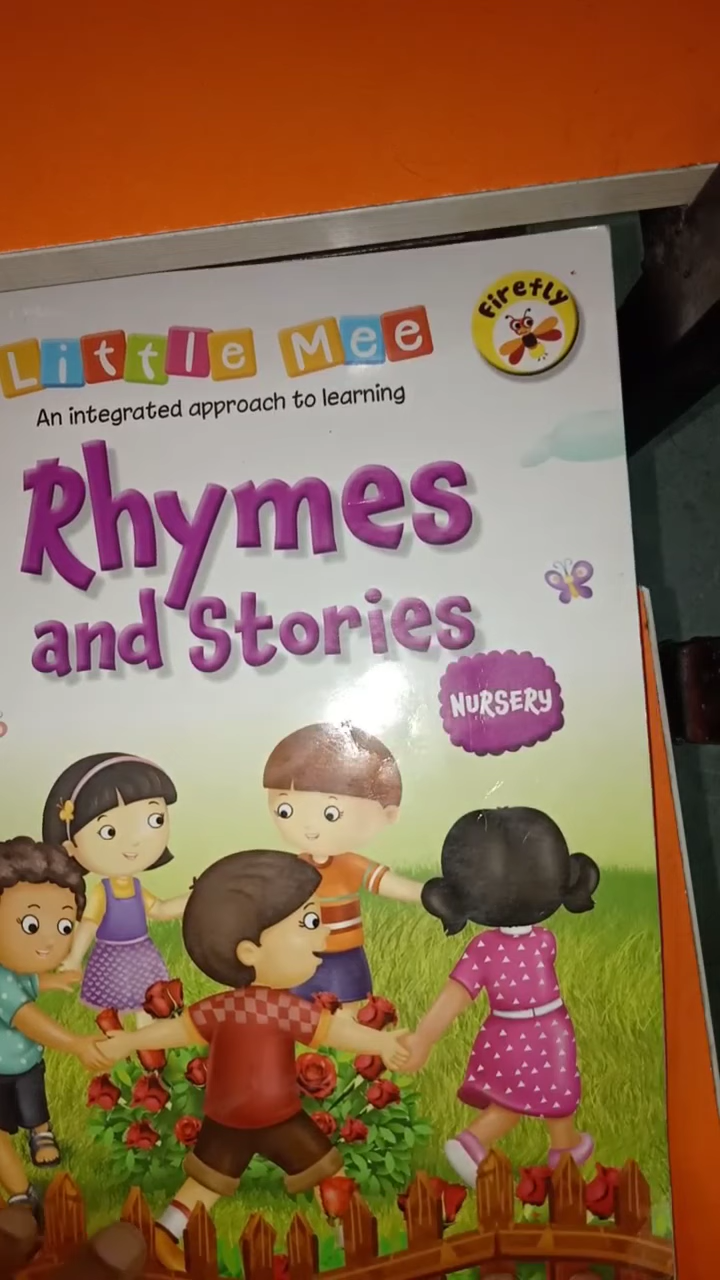 Little Mee
Firefly
An integrated approach to learning
Rhymes
and Stories
NURSERY